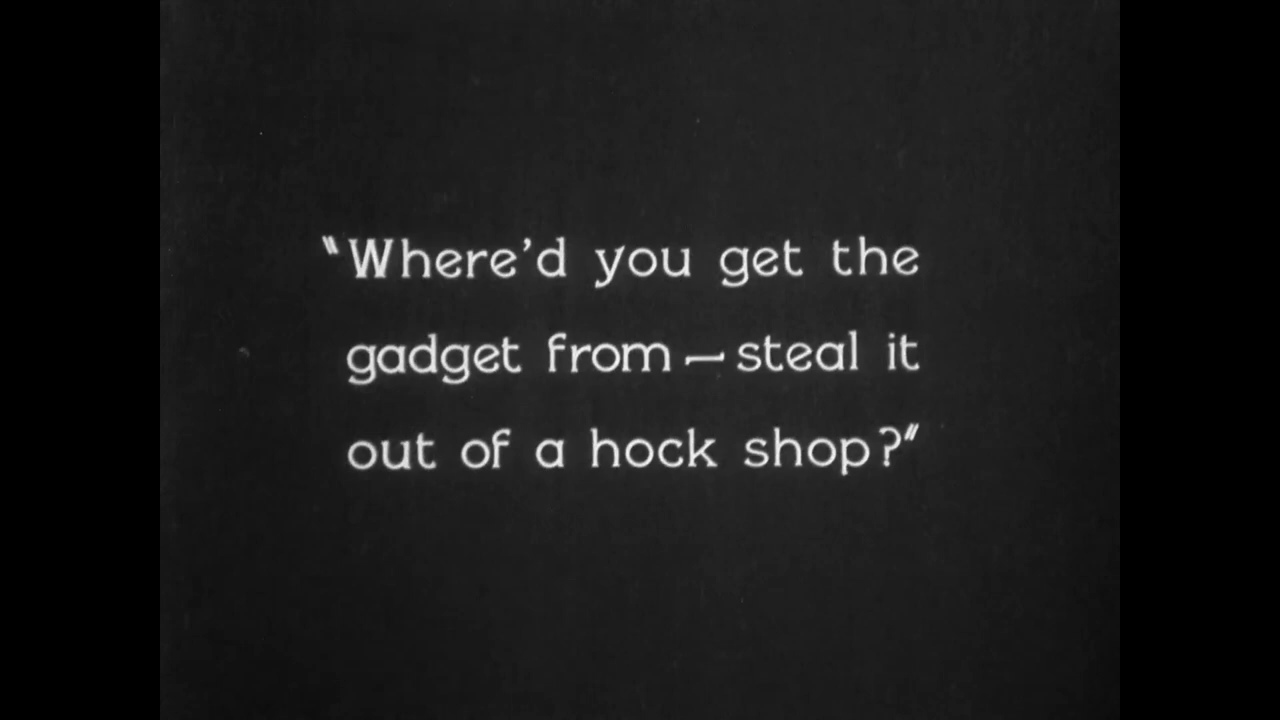 "Where'd you get the
gadget from—steal it
out of a hock shop?"